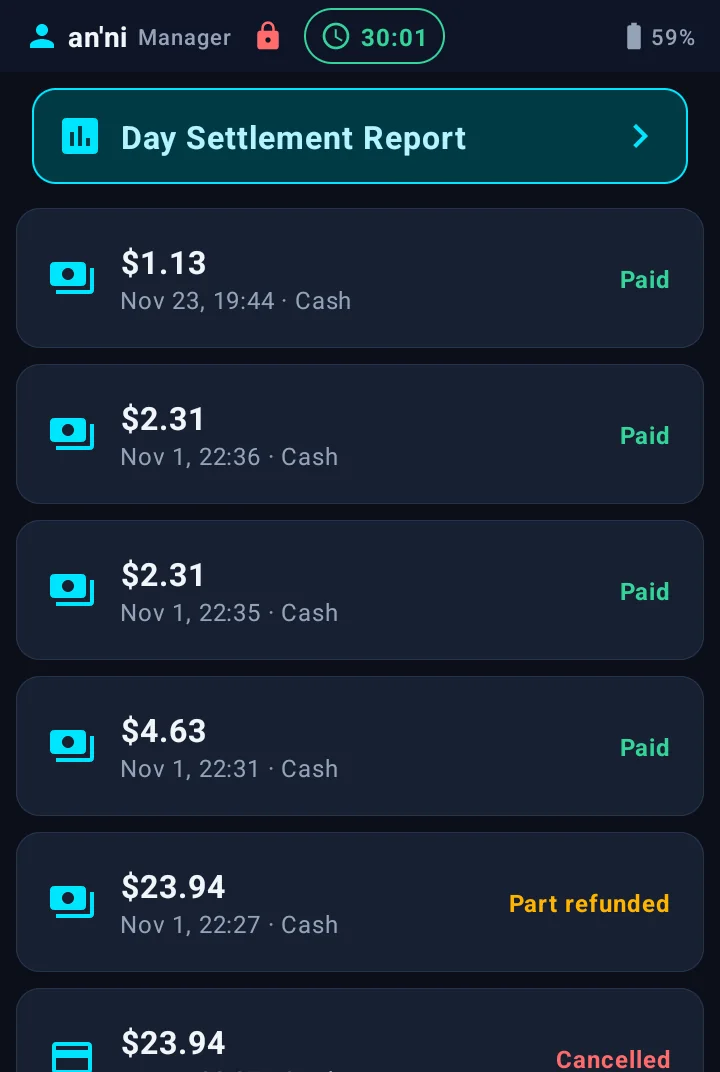 an'ni Manager 30:01 59%
Day Settlement Report
$1.13
Nov 23, 19:44 · Cash
Paid
$2.31
Nov 1, 22:36 · Cash
Paid
$2.31
Nov 1, 22:35 · Cash
Paid
$4.63
Nov 1, 22:31 · Cash
Paid
$23.94
Nov 1, 22:27 · Cash
Part refunded
$23.94
Cancelled